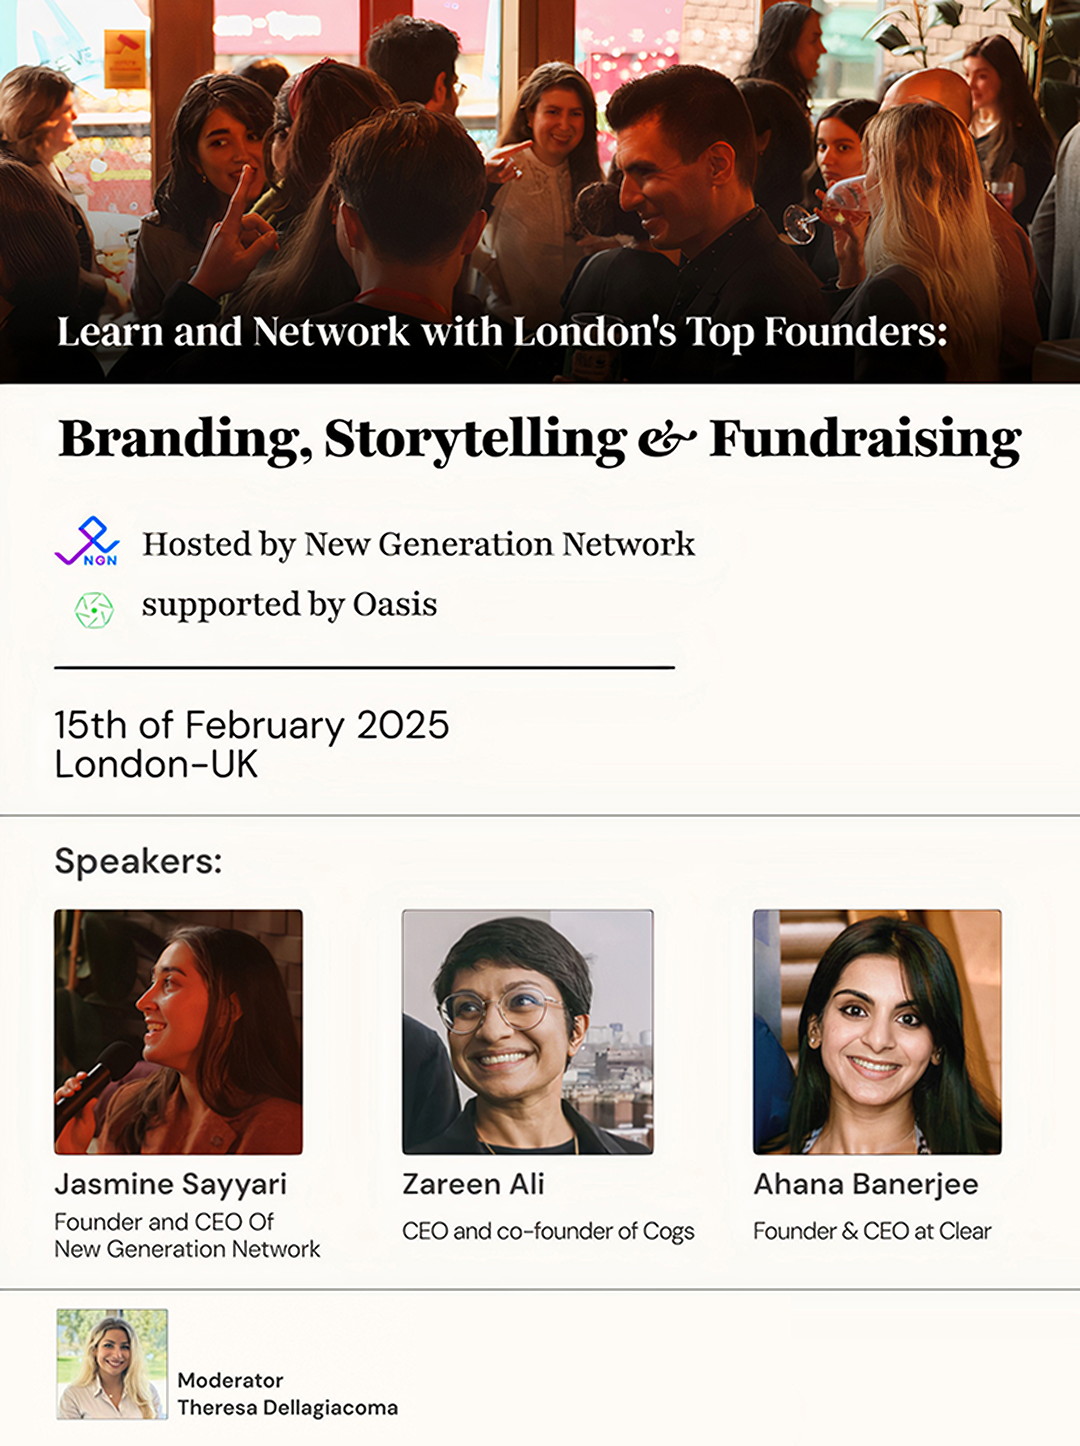 Learn and Network with London's Top Founders:
Branding, Storytelling & Fundraising
NGN
Hosted by New Generation Network
supported by Oasis
15th of February 2025
London-UK
Speakers:
Jasmine Sayyari
Founder and CEO Of
New Generation Network
Zareen Ali
CEO and co-founder of Cogs
Ahana Banerjee
Founder & CEO at Clear
Moderator
Theresa Dellagiacoma